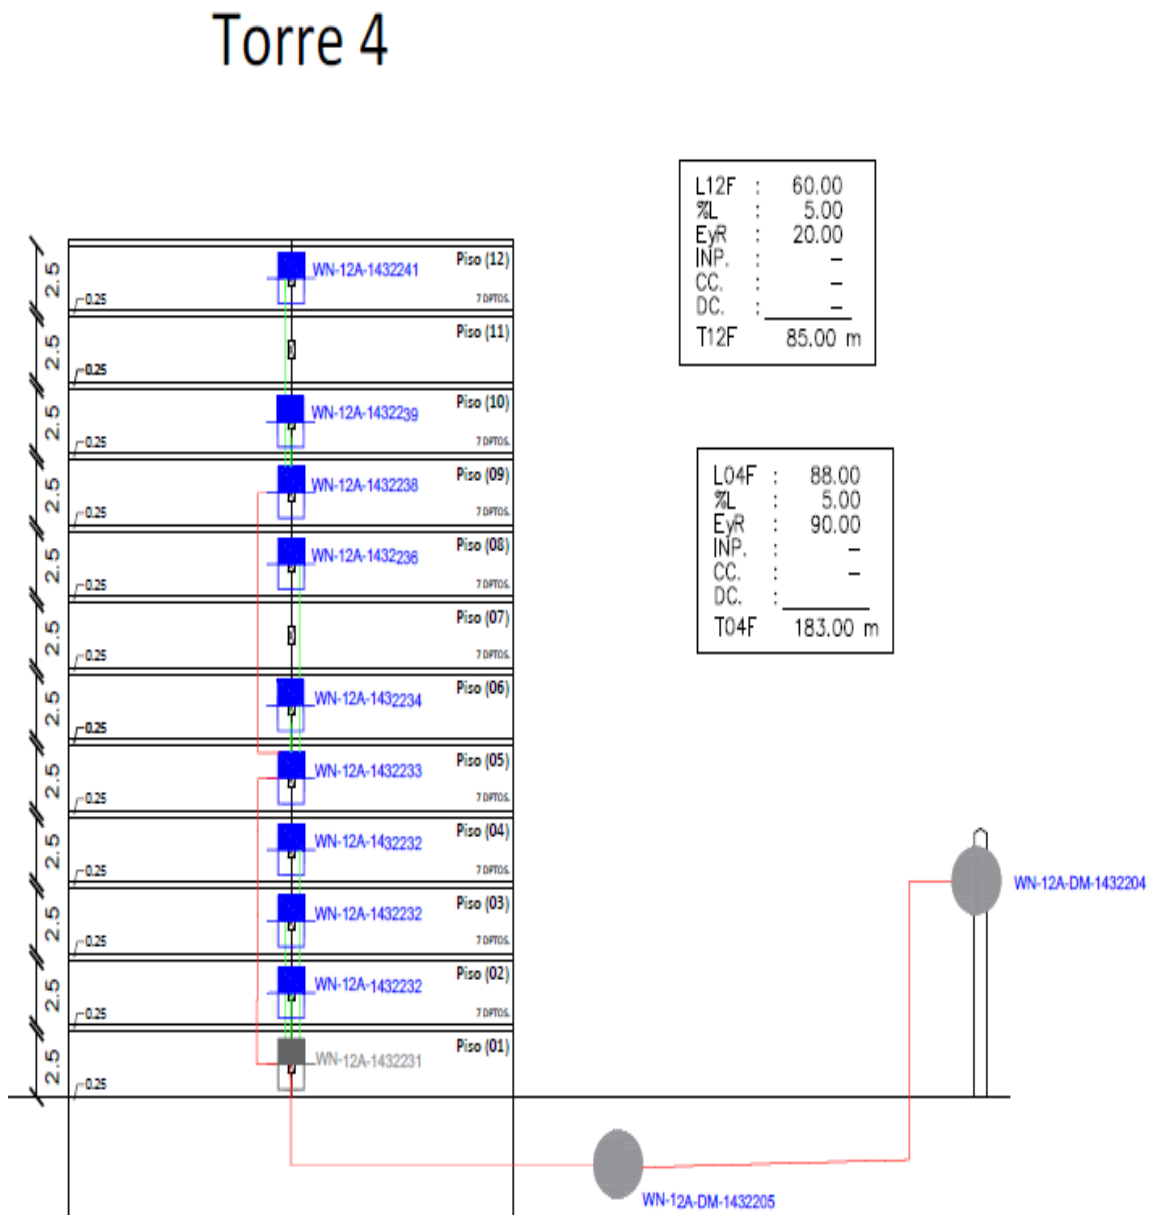 Torre 4
L12F : 60.00
%L : 5.00
EyR : 20.00
INP. : –
CC. : –
DC. : –
T12F 85.00 m
L04F : 88.00
%L : 5.00
EyR : 90.00
INP. : –
CC. : –
DC. :
T04F 183.00 m
2.5 0.25 WN-12A-1432241 Piso (12) 7 DPTOS.
2.5 0.25 Piso (11)
2.5 0.25 WN-12A-1432239 Piso (10) 7 DPTOS.
2.5 0.25 WN-12A-1432238 Piso (09) 7 DPTOS.
2.5 0.25 WN-12A-1432236 Piso (08) 7 DPTOS.
2.5 0.25 Piso (07) 7 DPTOS.
2.5 0.25 WN-12A-1432234 Piso (06)
2.5 0.25 WN-12A-1432233 Piso (05) 7 DPTOS.
2.5 0.25 WN-12A-1432232 Piso (04) 7 DPTOS.
2.5 0.25 WN-12A-1432232 Piso (03) 7 DPTOS.
2.5 0.25 WN-12A-1432232 Piso (02) 7 DPTOS.
2.5 0.25 WN-12A-1432231 Piso (01)
WN-12A-DM-1432204
WN-12A-DM-1432205